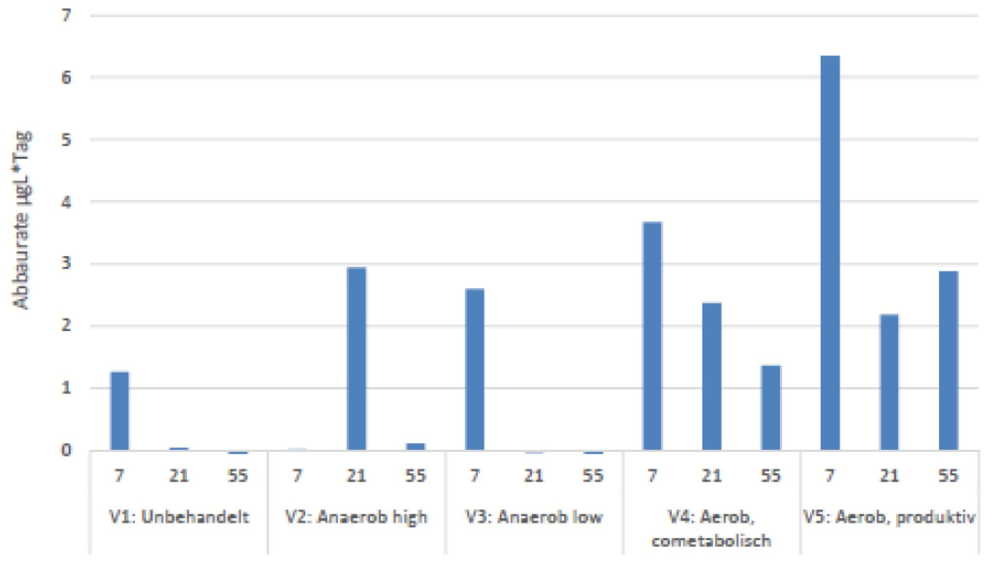 Abbaurate µgL*Tag
7
6
5
4
3
2
1
0
7 21 55 7 21 55 7 21 55 7 21 55 7 21 55
V1: Unbehandelt V2: Anaerob high V3: Anaerob low V4: Aerob, V5: Aerob, produktiv
cometabolisch